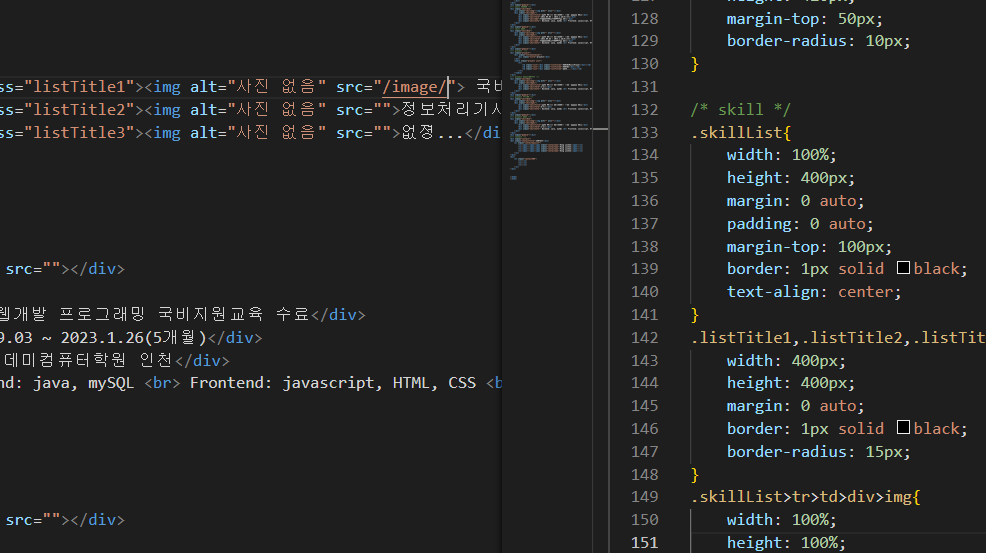 ss="listTitle1"><img alt="사진 없음" src="/image/"> 국비
ss="listTitle2"><img alt="사진 없음" src="">정보처리기사
ss="listTitle3"><img alt="사진 없음" src="">없졍...</di
src=""></div>
웹개발 프로그래밍 국비지원교육 수료</div>
9.03 ~ 2023.1.26(5개월)</div>
데미컴퓨터학원 인천</div>
nd: java, mySQL <br> Frontend: javascript, HTML, CSS <b
src=""></div>
128 margin-top: 50px;
129 border-radius: 10px;
130 }
131
132 /* skill */
133 .skillList{
134 width: 100%;
135 height: 400px;
136 margin: 0 auto;
137 padding: 0 auto;
138 margin-top: 100px;
139 border: 1px solid black;
140 text-align: center;
141 }
142 .listTitle1,.listTitle2,.listTit
143 width: 400px;
144 height: 400px;
145 margin: 0 auto;
146 border: 1px solid black;
147 border-radius: 15px;
148 }
149 .skillList>tr>td>div>img{
150 width: 100%;
151 height: 100%;